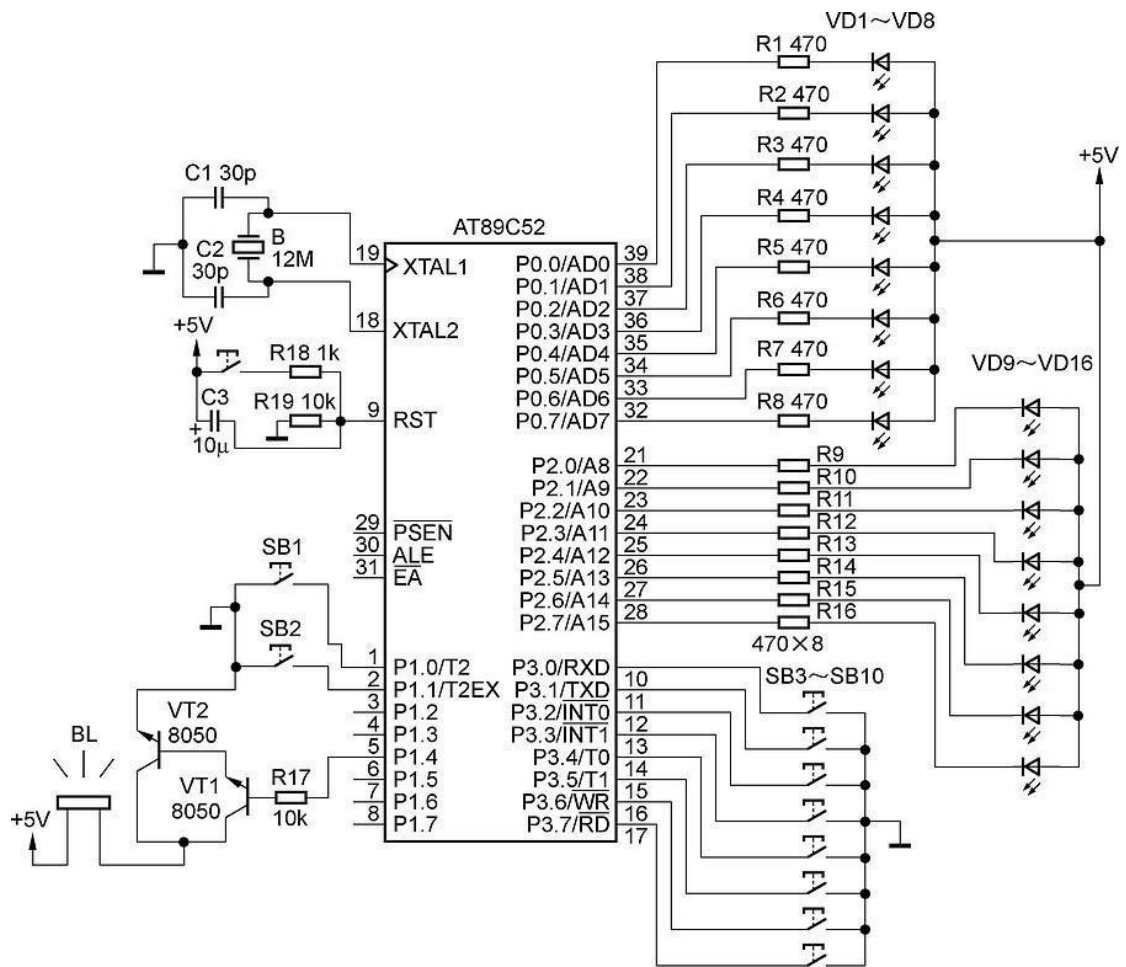 VD1～VD8
R1 470
R2 470
R3 470
R4 470
R5 470
R6 470
R7 470
R8 470
+5V
C1 30p
C2
30p
B
12M
+5V
R18 1k
R19 10k
C3
+
10μ
AT89C52
19 XTAL1
18 XTAL2
9 RST
29 PSEN
30 ALE
31 EA
1 P1.0/T2
2 P1.1/T2EX
3 P1.2
4 P1.3
5 P1.4
6 P1.5
7 P1.6
8 P1.7
P0.0/AD0 39
P0.1/AD1 38
P0.2/AD2 37
P0.3/AD3 36
P0.4/AD4 35
P0.5/AD5 34
P0.6/AD6 33
P0.7/AD7 32
P2.0/A8 21
P2.1/A9 22
P2.2/A10 23
P2.3/A11 24
P2.4/A12 25
P2.5/A13 26
P2.6/A14 27
P2.7/A15 28
P3.0/RXD 10
P3.1/TXD 11
P3.2/INT0 12
P3.3/INT1 13
P3.4/T0 14
P3.5/T1 15
P3.6/WR 16
P3.7/RD 17
VD9～VD16
R9
R10
R11
R12
R13
R14
R15
R16
470×8
SB3～SB10
SB1
SB2
VT2
8050
BL
VT1
8050
R17
10k
+5V